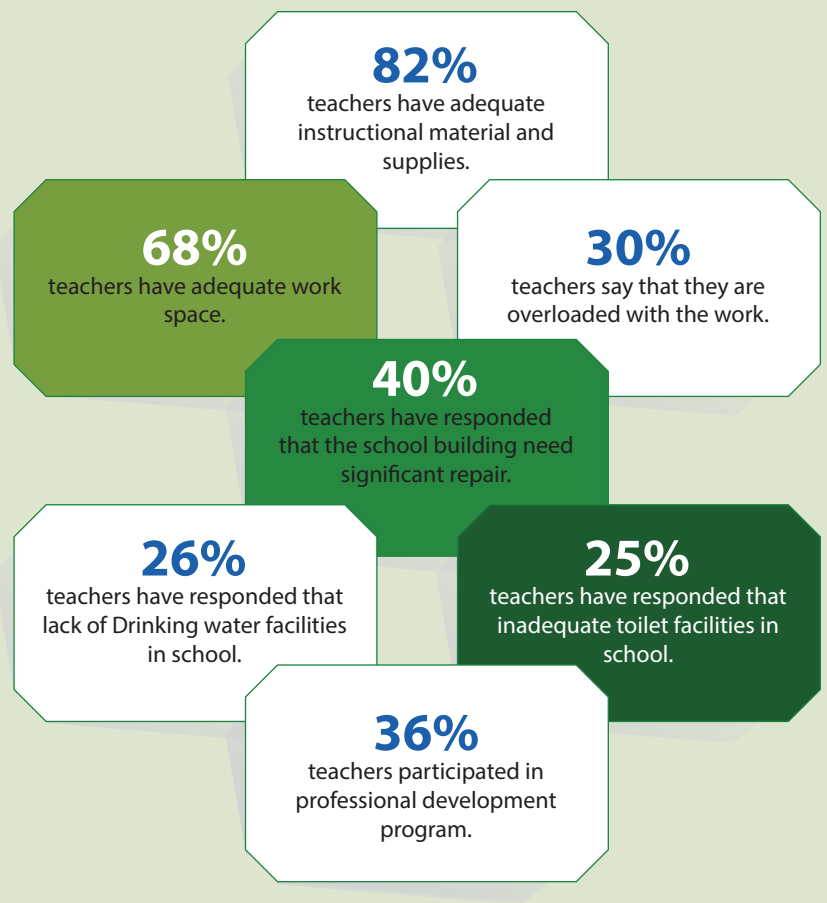 82%
teachers have adequate
instructional material and
supplies.
68%
teachers have adequate work
space.
30%
teachers say that they are
overloaded with the work.
40%
teachers have responded
that the school building need
significant repair.
26%
teachers have responded that
lack of Drinking water facilities
in school.
25%
teachers have responded that
inadequate toilet facilities in
school.
36%
teachers participated in
professional development
program.